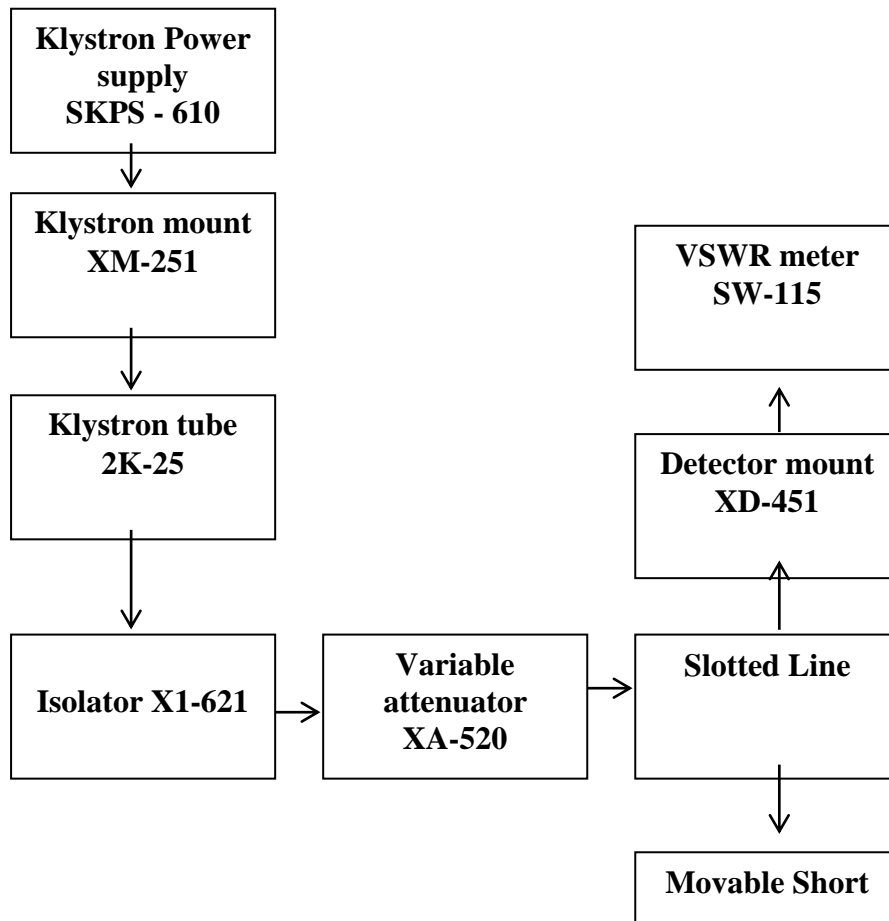 Klystron Power
supply
SKPS - 610
Klystron mount
XM-251
VSWR meter
SW-115
Klystron tube
2K-25
Detector mount
XD-451
Isolator X1-621
Variable
attenuator
XA-520
Slotted Line
Movable Short